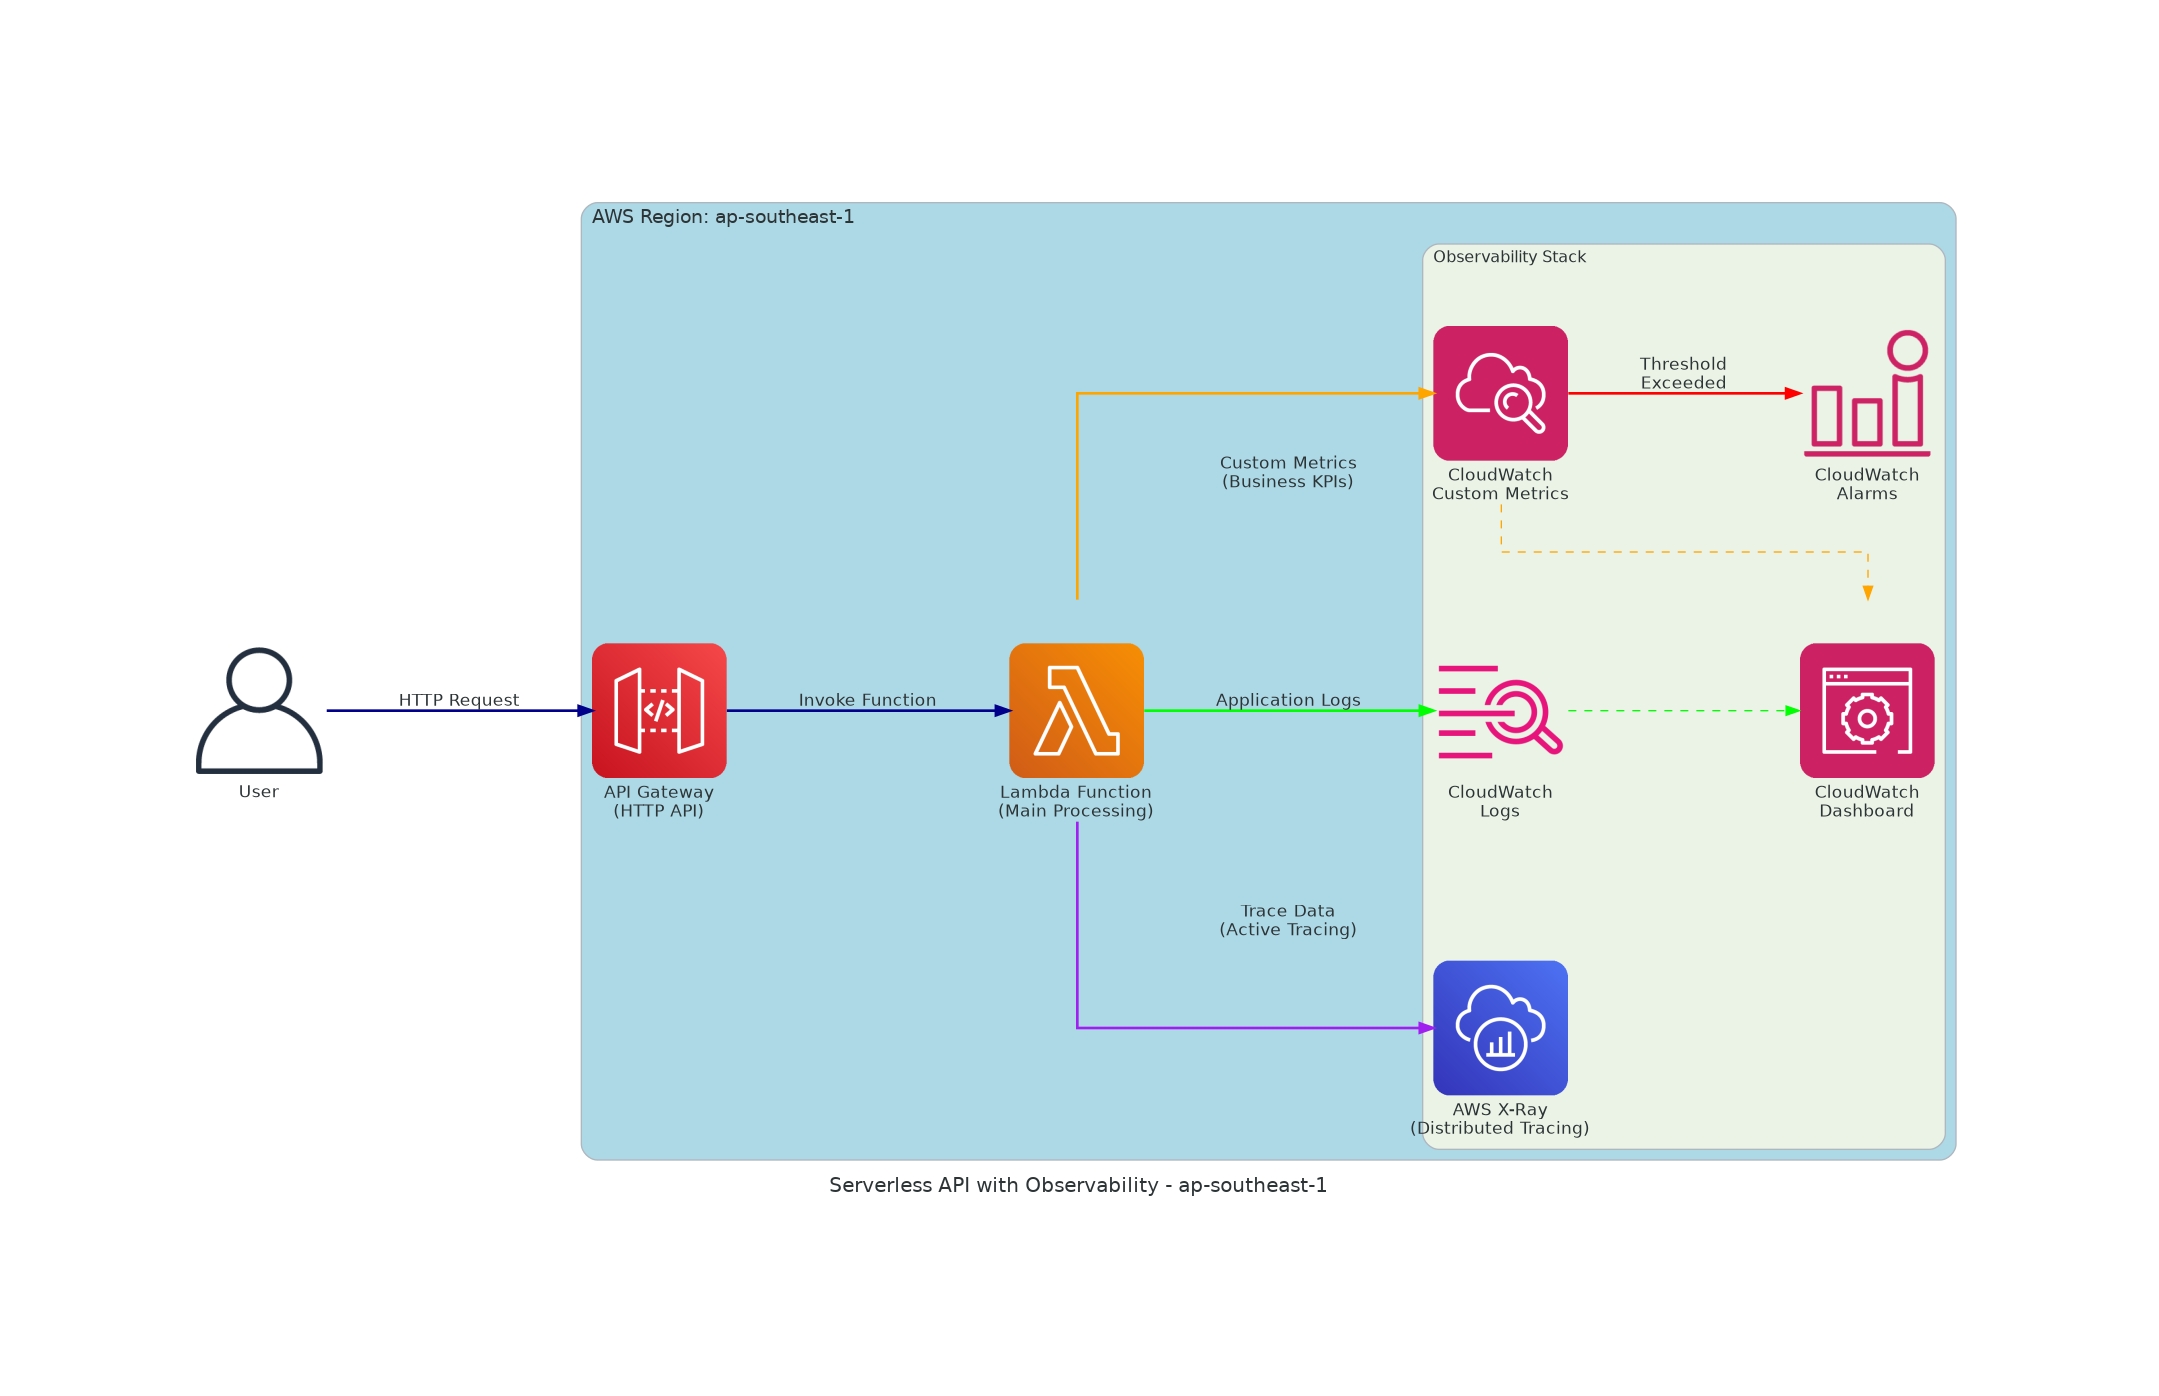 AWS Region: ap-southeast-1
Observability Stack
Threshold
Exceeded
Custom Metrics
(Business KPIs)
CloudWatch
Custom Metrics
CloudWatch
Alarms
HTTP Request
Invoke Function
Application Logs
User
API Gateway
(HTTP API)
Lambda Function
(Main Processing)
CloudWatch
Logs
CloudWatch
Dashboard
Trace Data
(Active Tracing)
AWS X-Ray
(Distributed Tracing)
Serverless API with Observability - ap-southeast-1